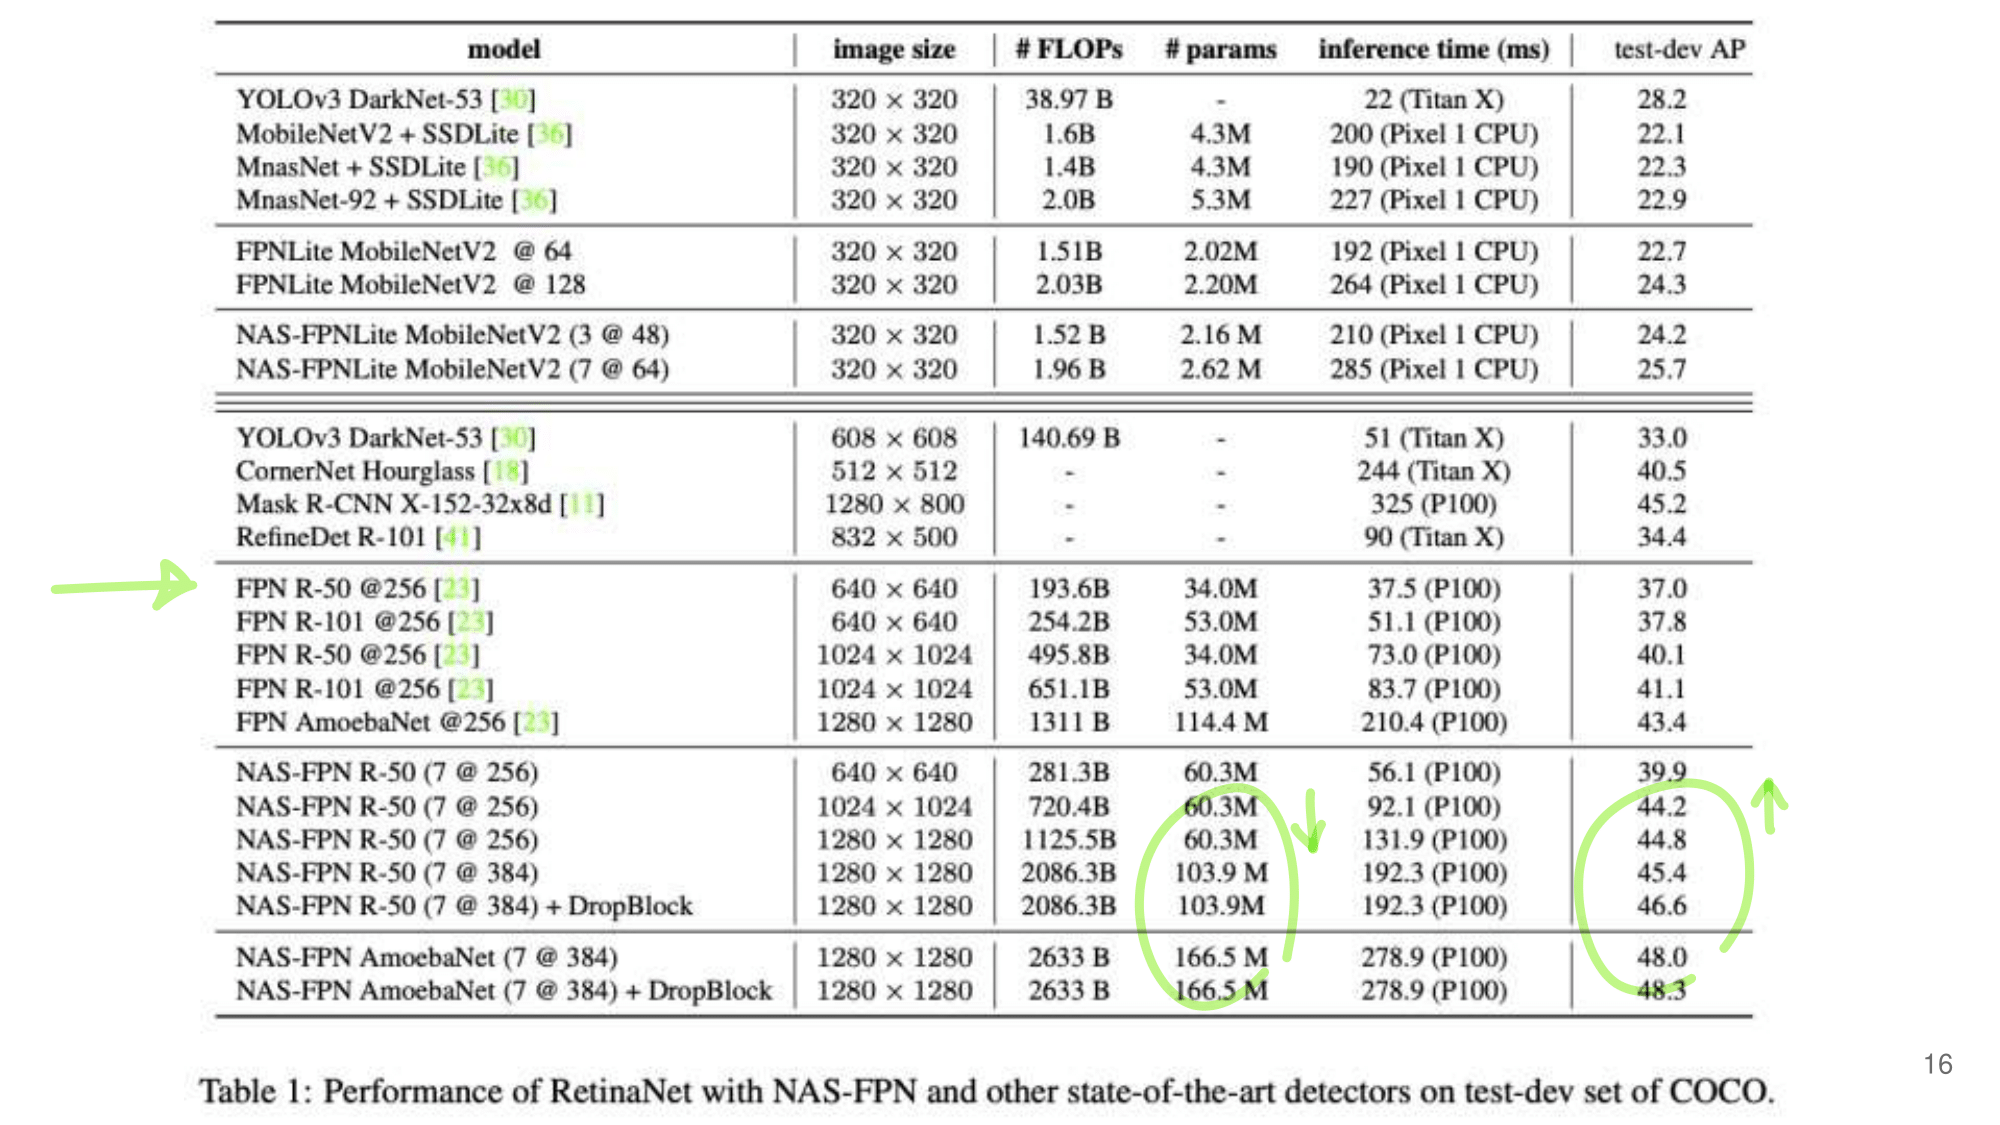 model image size # FLOPs # params inference time (ms) test-dev AP
YOLOv3 DarkNet-53 [30] 320 × 320 38.97 B - 22 (Titan X) 28.2
MobileNetV2 + SSDLite [36] 320 × 320 1.6B 4.3M 200 (Pixel 1 CPU) 22.1
MnasNet + SSDLite [36] 320 × 320 1.4B 4.3M 190 (Pixel 1 CPU) 22.3
MnasNet-92 + SSDLite [36] 320 × 320 2.0B 5.3M 227 (Pixel 1 CPU) 22.9
FPNLite MobileNetV2 @ 64 320 × 320 1.51B 2.02M 192 (Pixel 1 CPU) 22.7
FPNLite MobileNetV2 @ 128 320 × 320 2.03B 2.20M 264 (Pixel 1 CPU) 24.3
NAS-FPNLite MobileNetV2 (3 @ 48) 320 × 320 1.52 B 2.16 M 210 (Pixel 1 CPU) 24.2
NAS-FPNLite MobileNetV2 (7 @ 64) 320 × 320 1.96 B 2.62 M 285 (Pixel 1 CPU) 25.7
YOLOv3 DarkNet-53 [30] 608 × 608 140.69 B - 51 (Titan X) 33.0
CornerNet Hourglass [18] 512 × 512 - - 244 (Titan X) 40.5
Mask R-CNN X-152-32x8d [11] 1280 × 800 - - 325 (P100) 45.2
RefineDet R-101 [41] 832 × 500 - - 90 (Titan X) 34.4
FPN R-50 @256 [23] 640 × 640 193.6B 34.0M 37.5 (P100) 37.0
FPN R-101 @256 [23] 640 × 640 254.2B 53.0M 51.1 (P100) 37.8
FPN R-50 @256 [23] 1024 × 1024 495.8B 34.0M 73.0 (P100) 40.1
FPN R-101 @256 [23] 1024 × 1024 651.1B 53.0M 83.7 (P100) 41.1
FPN AmoebaNet @256 [23] 1280 × 1280 1311 B 114.4 M 210.4 (P100) 43.4
NAS-FPN R-50 (7 @ 256) 640 × 640 281.3B 60.3M 56.1 (P100) 39.9
NAS-FPN R-50 (7 @ 256) 1024 × 1024 720.4B 60.3M 92.1 (P100) 44.2
NAS-FPN R-50 (7 @ 256) 1280 × 1280 1125.5B 60.3M 131.9 (P100) 44.8
NAS-FPN R-50 (7 @ 384) 1280 × 1280 2086.3B 103.9 M 192.3 (P100) 45.4
NAS-FPN R-50 (7 @ 384) + DropBlock 1280 × 1280 2086.3B 103.9M 192.3 (P100) 46.6
NAS-FPN AmoebaNet (7 @ 384) 1280 × 1280 2633 B 166.5 M 278.9 (P100) 48.0
NAS-FPN AmoebaNet (7 @ 384) + DropBlock 1280 × 1280 2633 B 166.5 M 278.9 (P100) 48.3
16
Table 1: Performance of RetinaNet with NAS-FPN and other state-of-the-art detectors on test-dev set of COCO.